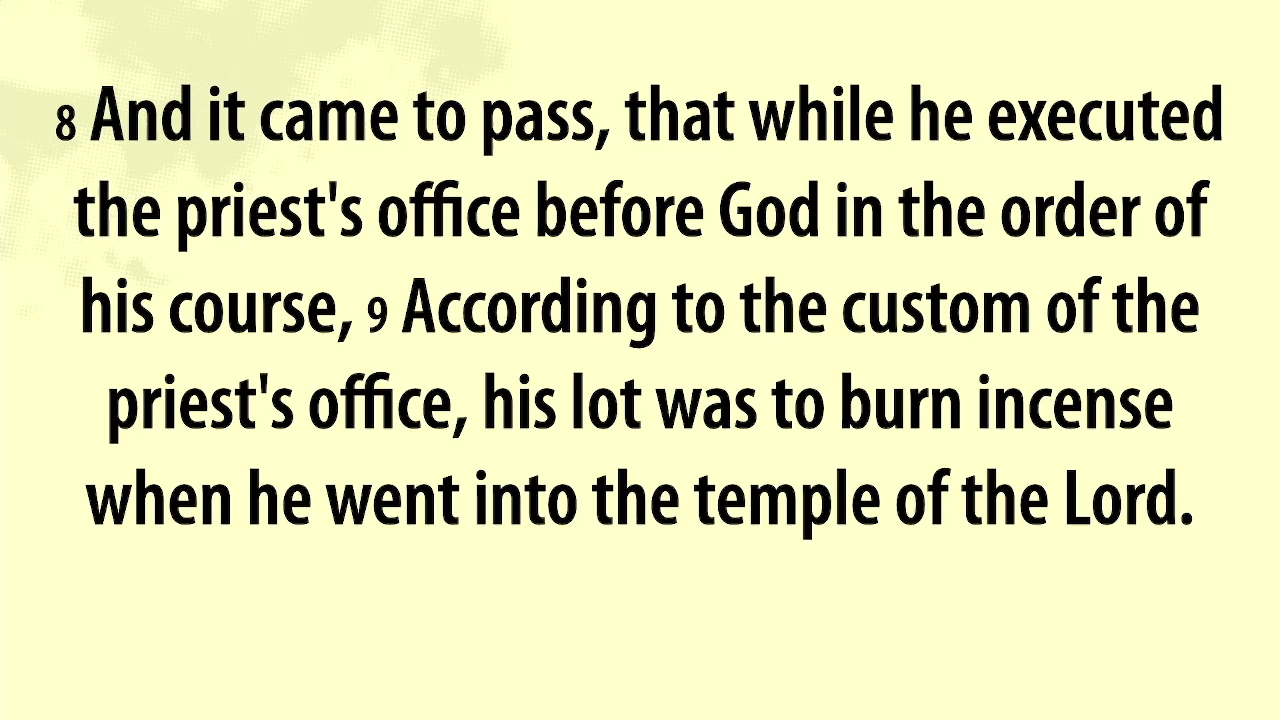 8 And it came to pass, that while he executed
the priest's office before God in the order of
his course, 9 According to the custom of the
priest's office, his lot was to burn incense
when he went into the temple of the Lord.